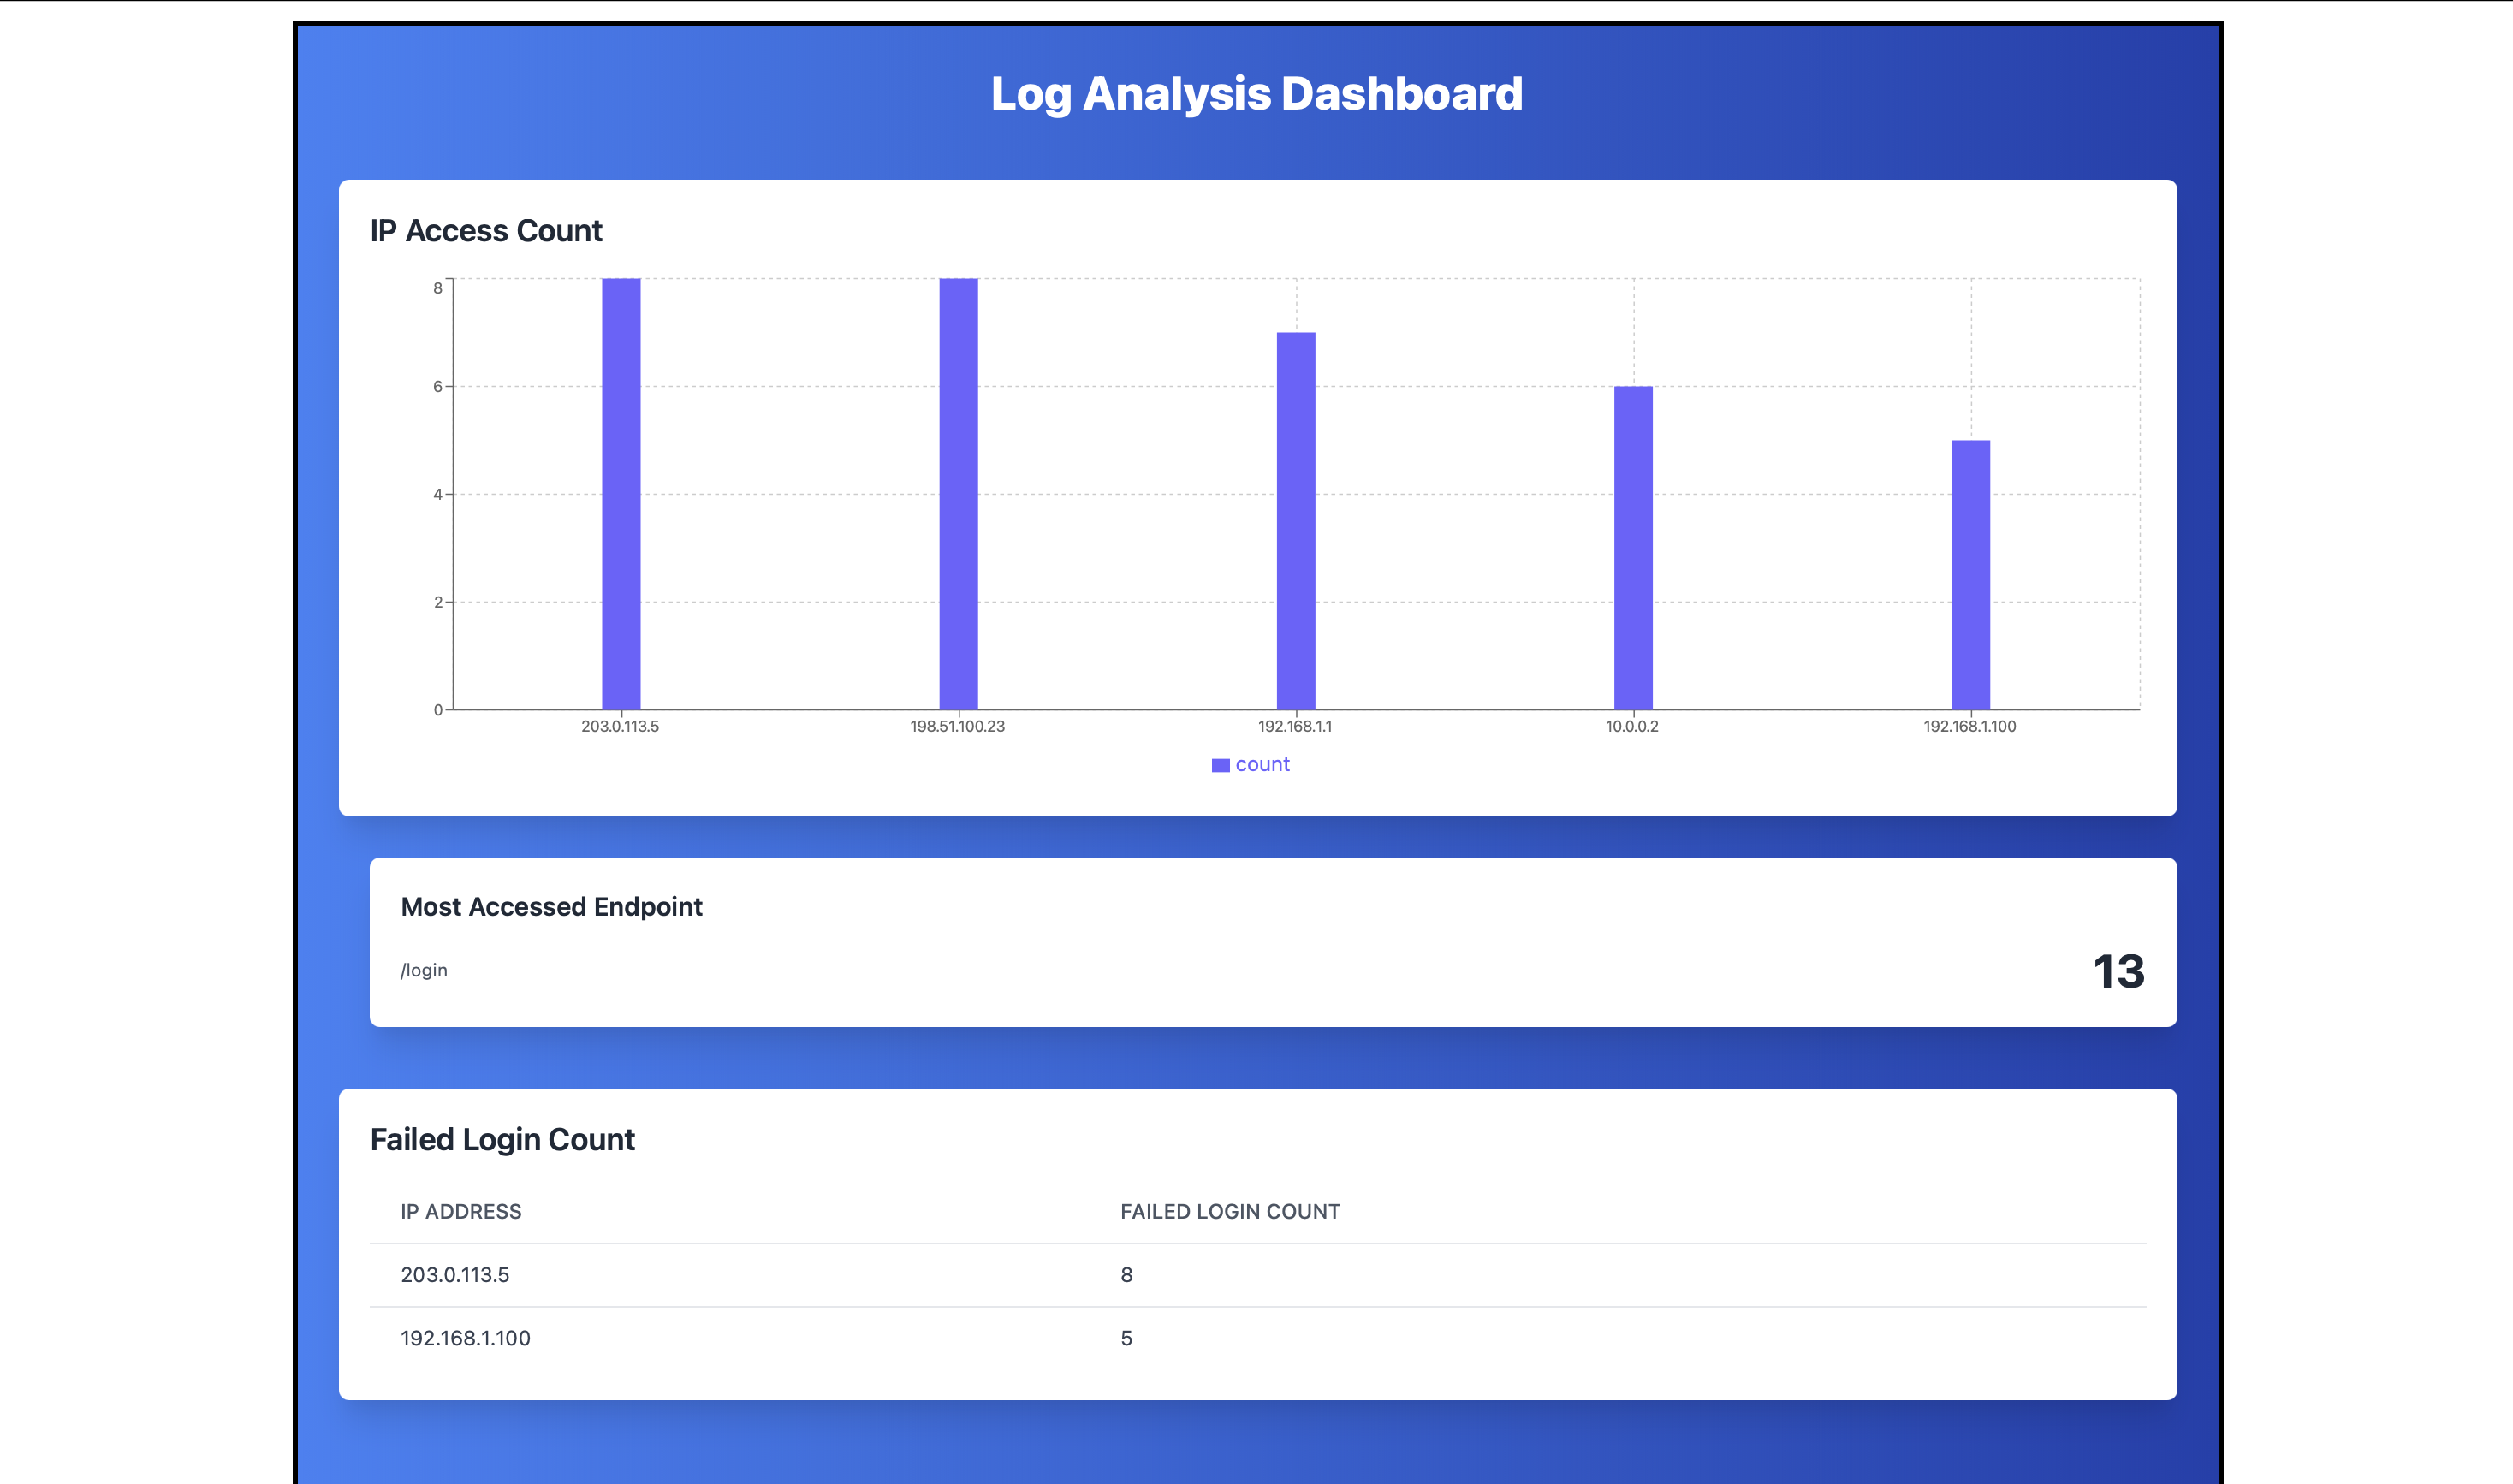 Log Analysis Dashboard
IP Access Count
8
6
4
2
0
203.0.113.5 198.51.100.23 192.168.1.1 10.0.0.2 192.168.1.100
count
Most Accessed Endpoint
/login 13
Failed Login Count
IP ADDRESS FAILED LOGIN COUNT
203.0.113.5 8
192.168.1.100 5